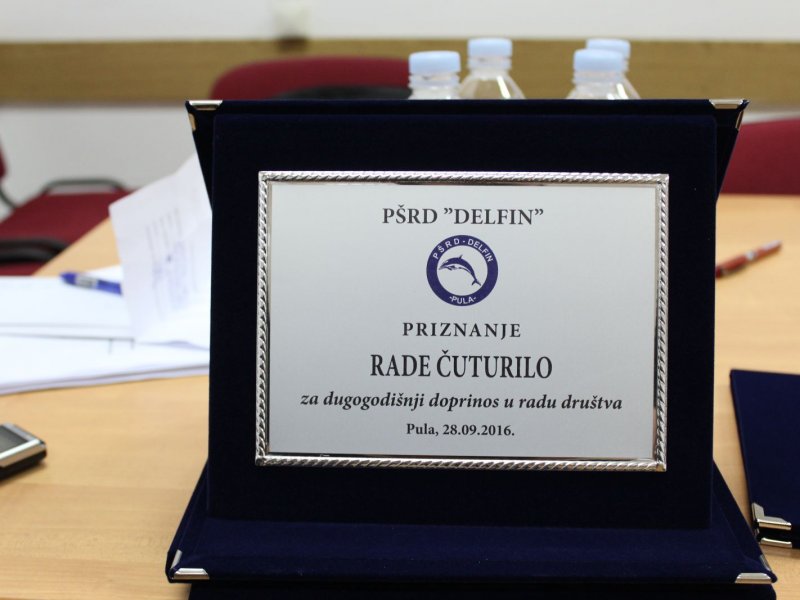 PŠRD "DELFIN"
PŠRD - DELFIN
-PULA-
PRIZNANJE
RADE ČUTURILO
za dugogodišnji doprinos u radu društva
Pula, 28.09.2016.